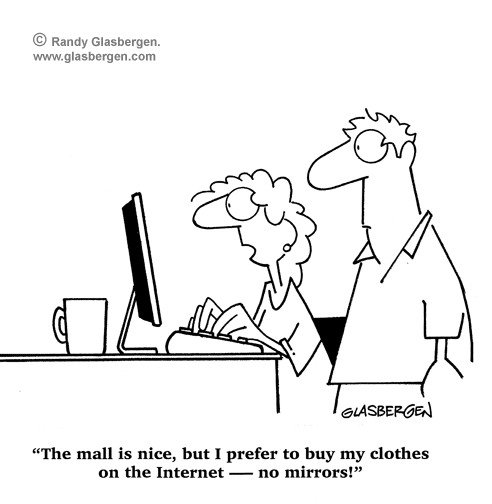 © Randy Glasbergen.
www.glasbergen.com
GLASBERGEN
“The mall is nice, but I prefer to buy my clothes
on the Internet — no mirrors!”